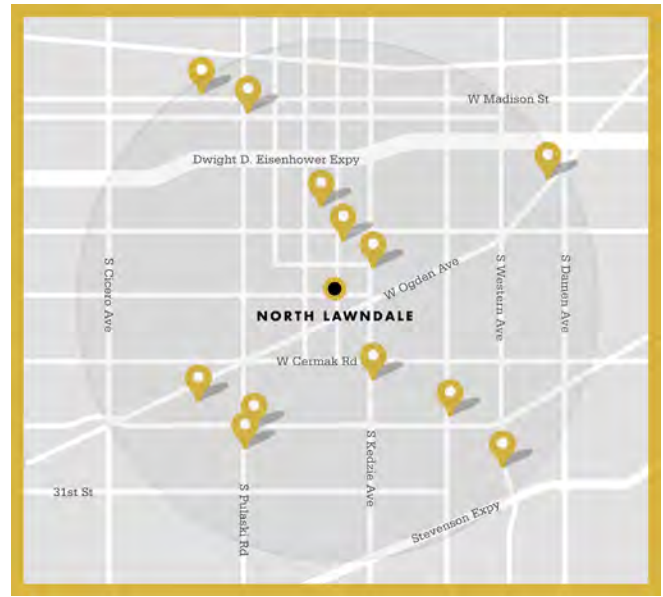 W Madison St
Dwight D. Eisenhower Expy
S Cicero Ave
W Ogden Ave
S Western Ave
S Damen Ave
NORTH LAWNDALE
W Cermak Rd
S Kedzie Ave
31st St
S Pulaski Rd
Stevenson Expy